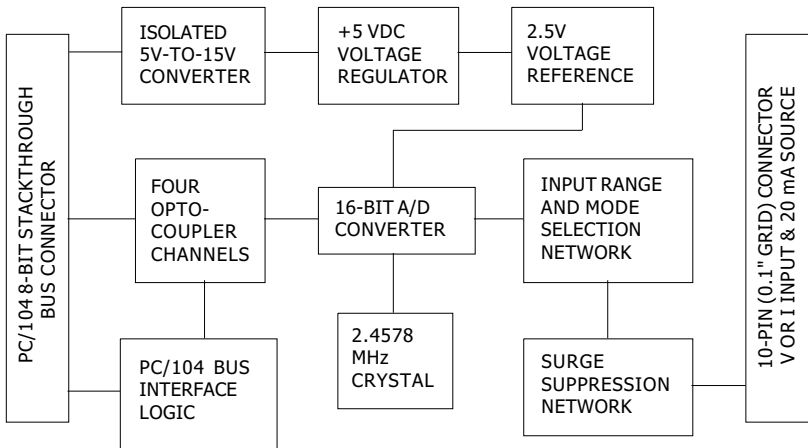 PC/104 8-BIT STACKTHROUGH
BUS CONNECTOR
ISOLATED
5V-TO-15V
CONVERTER
+5 VDC
VOLTAGE
REGULATOR
2.5V
VOLTAGE
REFERENCE
FOUR
OPTO-
COUPLER
CHANNELS
16-BIT A/D
CONVERTER
INPUT RANGE
AND MODE
SELECTION
NETWORK
PC/104 BUS
INTERFACE
LOGIC
2.4578
MHz
CRYSTAL
SURGE
SUPPRESSION
NETWORK
10-PIN (0.1" GRID) CONNECTOR
V OR I INPUT & 20 mA SOURCE